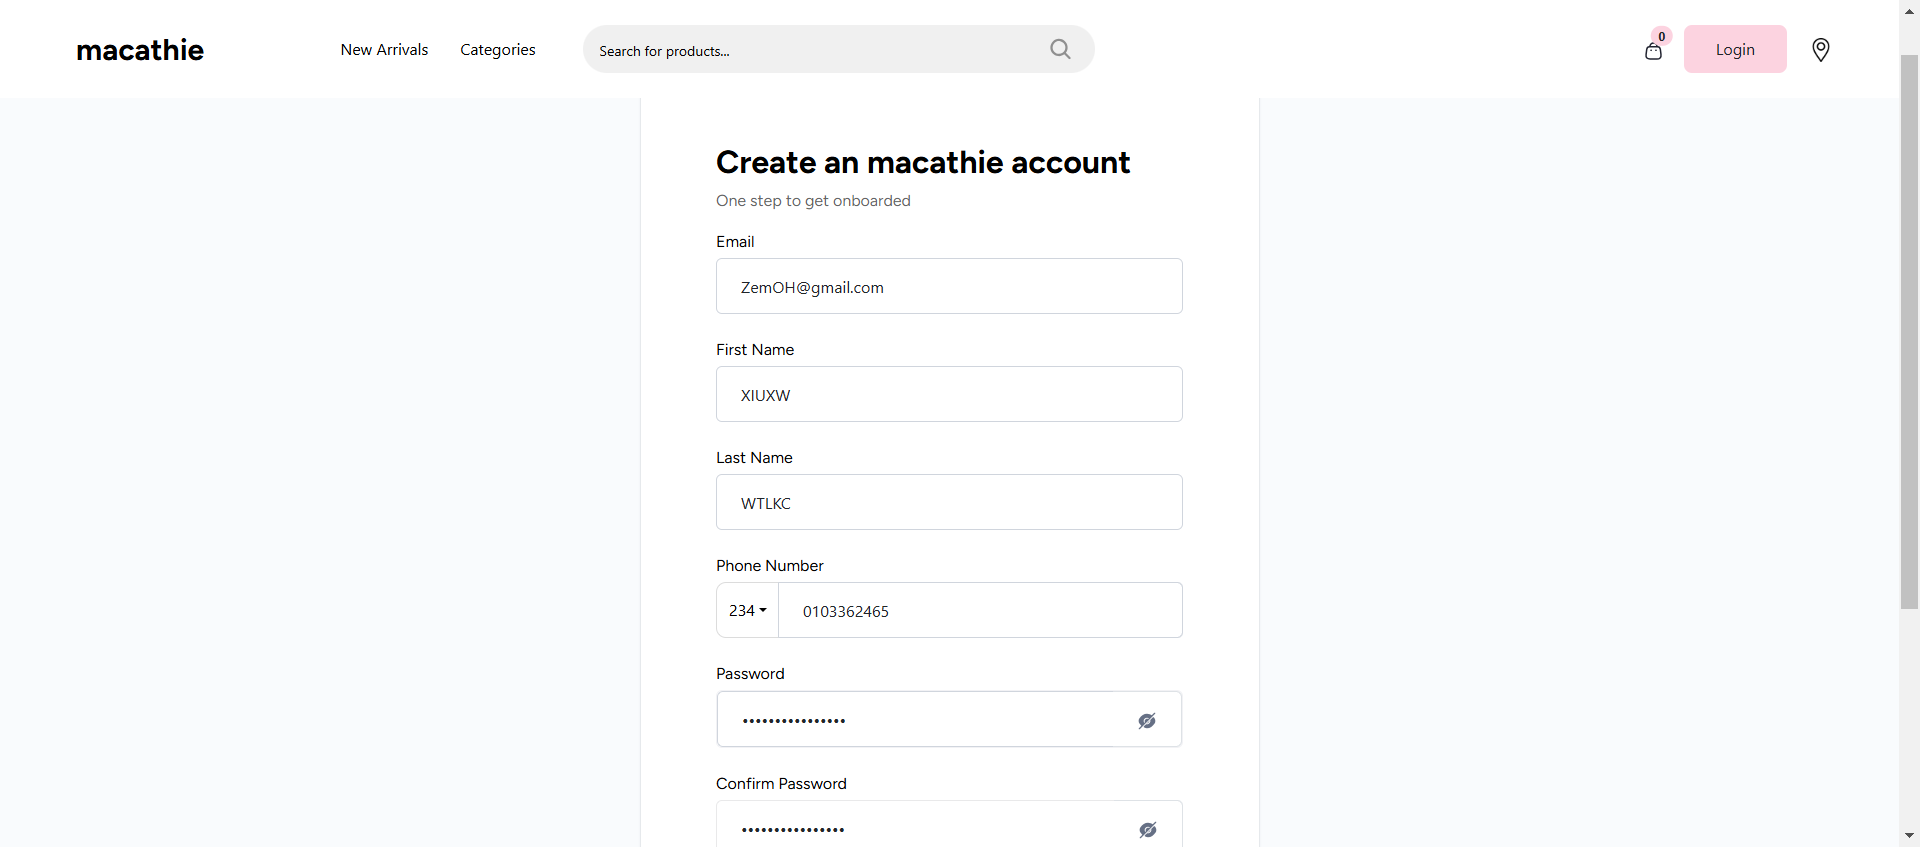 macathie
New Arrivals
Categories
Search for products...
0
Login
Create an macathie account
One step to get onboarded
Email
ZemOH@gmail.com
First Name
XIUXW
Last Name
WTLKC
Phone Number
234
0103362465
Password
••••••••••••••••
Confirm Password
••••••••••••••••